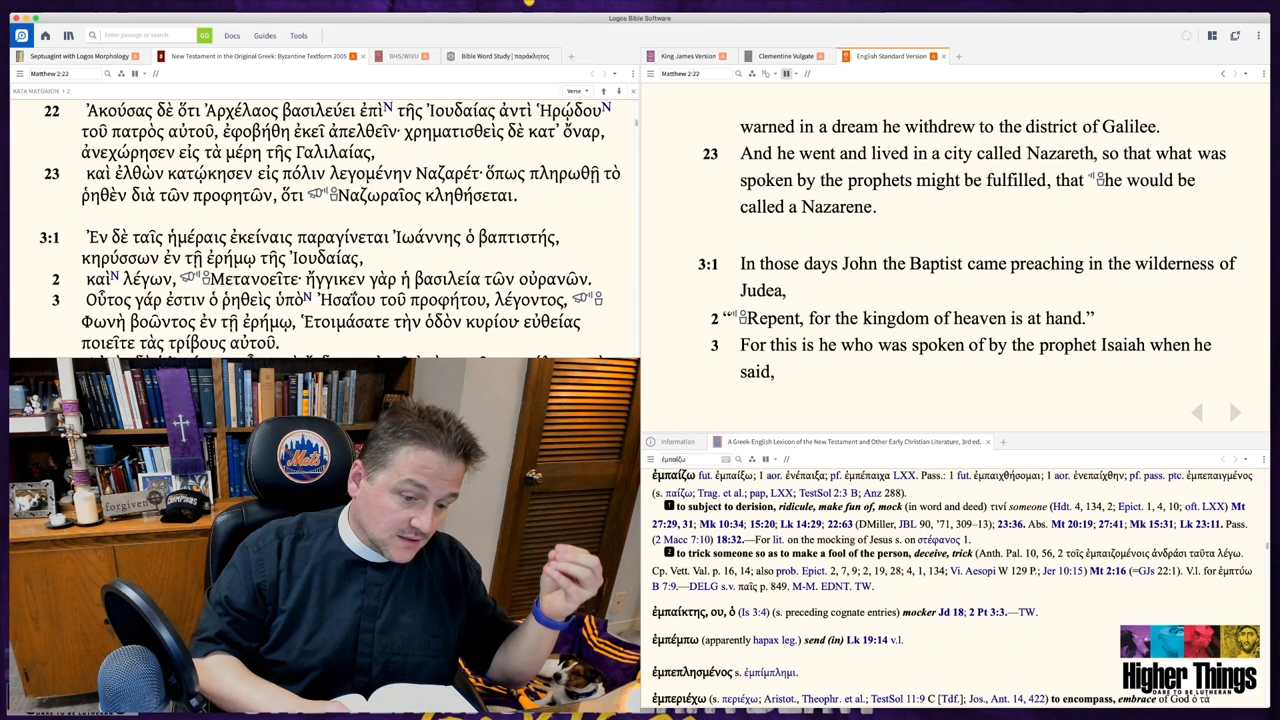 Logos Bible Software
Enter passage or search
GO
Docs
Guides
Tools
Septuagint with Logos Morphology A
New Testament in the Original Greek: Byzantine Textform 2005 A
BHS/WIVU A
Bible Word Study | παράκλητος
Matthew 2:22
ΚΑΤΑ ΜΑΤΘΑΙΟΝ › 2
Verse
22 Ἀκούσας δὲ ὅτι Ἀρχέλαος βασιλεύει ἐπὶN τῆς Ἰουδαίας ἀντὶ ἩρῴδουN
τοῦ πατρὸς αὐτοῦ, ἐφοβήθη ἐκεῖ ἀπελθεῖν· χρηματισθεὶς δὲ κατ’ ὄναρ,
ἀνεχώρησεν εἰς τὰ μέρη τῆς Γαλιλαίας,
23 καὶ ἐλθὼν κατῴκησεν εἰς πόλιν λεγομένην Ναζαρέτ· ὅπως πληρωθῇ τὸ
ῥηθὲν διὰ τῶν προφητῶν, ὅτι Ναζωραῖος κληθήσεται.
3:1 Ἐν δὲ ταῖς ἡμέραις ἐκείναις παραγίνεται Ἰωάννης ὁ βαπτιστής,
κηρύσσων ἐν τῇ ἐρήμῳ τῆς Ἰουδαίας,
2 καὶN λέγων, Μετανοεῖτε· ἤγγικεν γὰρ ἡ βασιλεία τῶν οὐρανῶν.
3 Οὗτος γάρ ἐστιν ὁ ῥηθεὶς ὑπὸN Ἠσαΐου τοῦ προφήτου, λέγοντος,
Φωνὴ βοῶντος ἐν τῇ ἐρήμῳ, Ἑτοιμάσατε τὴν ὁδὸν κυρίου· εὐθείας
ποιεῖτε τὰς τρίβους αὐτοῦ.
King James Version A
Clementine Vulgate A
English Standard Version A
Matthew 2:22
warned in a dream he withdrew to the district of Galilee.
23 And he went and lived in a city called Nazareth, so that what was
spoken by the prophets might be fulfilled, that he would be
called a Nazarene.
3:1 In those days John the Baptist came preaching in the wilderness of
Judea,
2 “Repent, for the kingdom of heaven is at hand.”
3 For this is he who was spoken of by the prophet Isaiah when he
said,
Information
A Greek-English Lexicon of the New Testament and Other Early Christian Literature, 3rd ed.
ἐμπαίζω
ἐμπαίζω fut. ἐμπαίξω; 1 aor. ἐνέπαιξα; pf. ἐμπέπαιχα LXX. Pass.: 1 fut. ἐμπαιχθήσομαι; 1 aor. ἐνεπαίχθην; pf. pass. ptc. ἐμπεπαιγμένος
(s. παίζω; Trag. et al.; pap, LXX; TestSol 2:3 B; Anz 288).
1 to subject to derision, ridicule, make fun of, mock (in word and deed) τινί someone (Hdt. 4, 134, 2; Epict. 1, 4, 10; oft. LXX) Mt
27:29, 31; Mk 10:34; 15:20; Lk 14:29; 22:63 (DMiller, JBL 90, ’71, 309–13); 23:36. Abs. Mt 20:19; 27:41; Mk 15:31; Lk 23:11. Pass.
(2 Macc 7:10) 18:32.—For lit. on the mocking of Jesus s. on στέφανος 1.
2 to trick someone so as to make a fool of the person, deceive, trick (Anth. Pal. 10, 56, 2 τοῖς ἐμπαιζομένοις ἀνδράσι ταῦτα λέγω.
Cp. Vett. Val. p. 16, 14; also prob. Epict. 2, 7, 9; 2, 19, 28; 4, 1, 134; Vi. Aesopi W 129 P.; Jer 10:15) Mt 2:16 (=GJs 22:1). V.l. for ἐμπτύω
B 7:9.—DELG s.v. παῖς p. 849. M-M. EDNT. TW.
ἐμπαίκτης, ου, ὁ (Is 3:4) (s. preceding cognate entries) mocker Jd 18; 2 Pt 3:3.—TW.
ἐμπέμπω (apparently hapax leg.) send (in) Lk 19:14 v.l.
ἐμπεπλησμένος s. ἐμπίμπλημι.
ἐμπεριέχω (s. περιέχω; Aristot., Theophr. et al.; TestSol 11:9 C [Tdf.]; Jos., Ant. 14, 422) to encompass, embrace of God ὁ τὰ
Mets
forgiven
Higher Things
DARE TO BE LUTHERAN